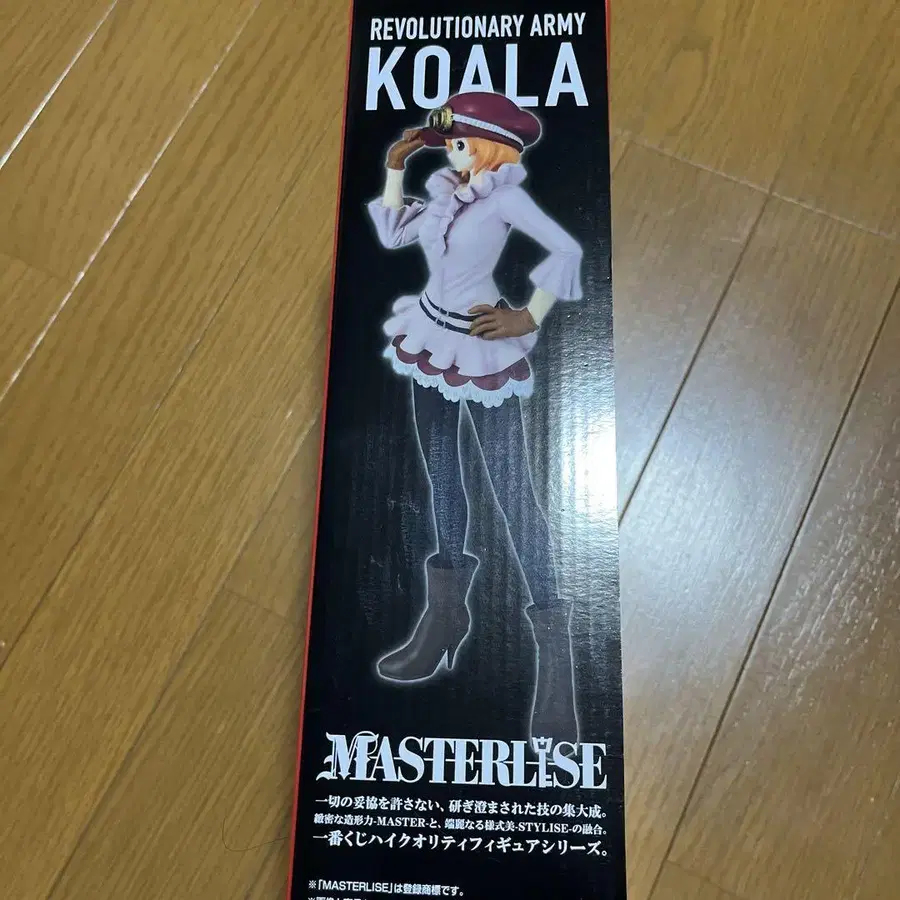 REVOLUTIONARY ARMY
KOALA
MASTERLISE
一切の妥協を許さない、研ぎ澄まされた技の集大成。
緻密な造形力-MASTER-と、端麗なる様式美-STYLISE-の融合。
一番くじハイクオリティフィギュアシリーズ。
※「MASTERLISE」は登録商標です。